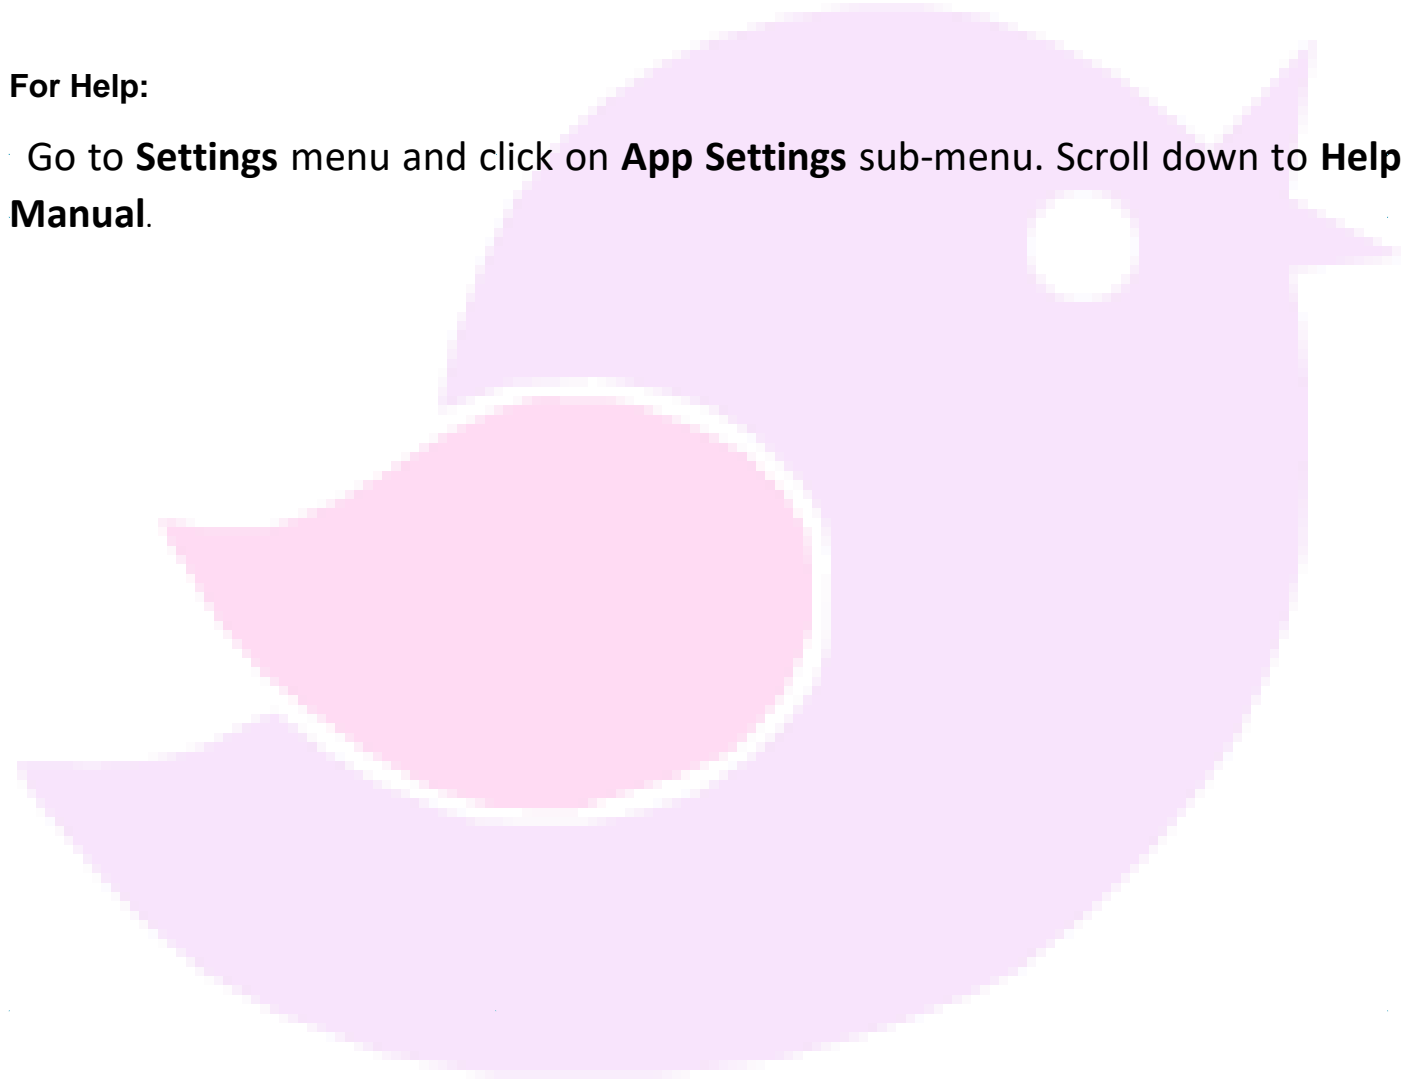 For Help:
Go to Settings menu and click on App Settings sub-menu. Scroll down to Help
Manual.